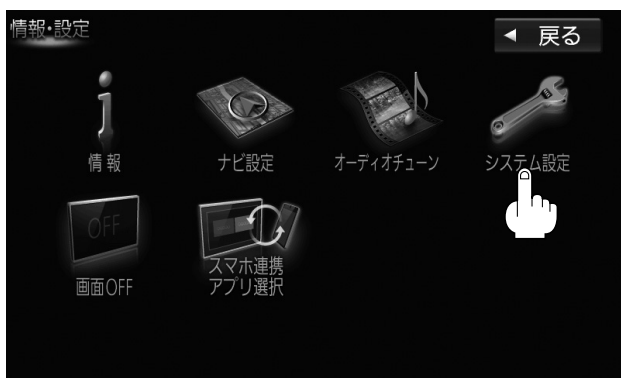 情報・設定
◀ 戻る
情報
ナビ設定
オーディオチューン
システム設定
OFF
画面OFF
スマホ連携
アプリ選択